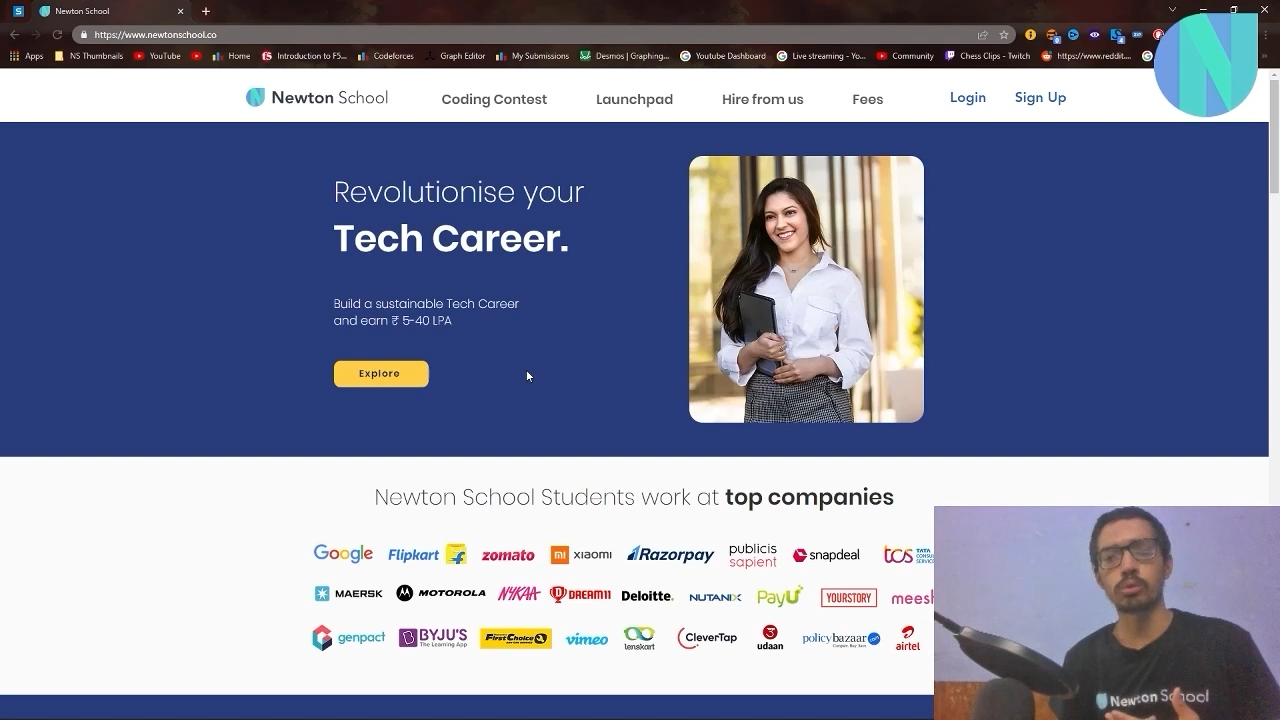 S
Newton School
https://www.newtonschool.co
Apps
NS Thumbnails
YouTube
Home
Introduction to F5...
Codeforces
Graph Editor
My Submissions
Desmos | Graphing...
Youtube Dashboard
Live streaming - Yo...
Community
Chess Clips - Twitch
https://www.reddit....
Newton School
Coding Contest
Launchpad
Hire from us
Fees
Login
Sign Up
Revolutionise your
Tech Career.
Build a sustainable Tech Career
and earn ₹ 5-40 LPA
Explore
Newton School Students work at top companies
Google
Flipkart
zomato
mi xiaomi
Razorpay
publicis
sapient
snapdeal
tcs
TATA
MAERSK
MOTOROLA
NYKAA
DREAM11
Deloitte.
NUTANIX
PayU
YOURSTORY
meesh
genpact
BYJU'S
The Learning App
FirstChoice
vimeo
lenskart
CleverTap
udaan
policybazaar
airtel
Newton School